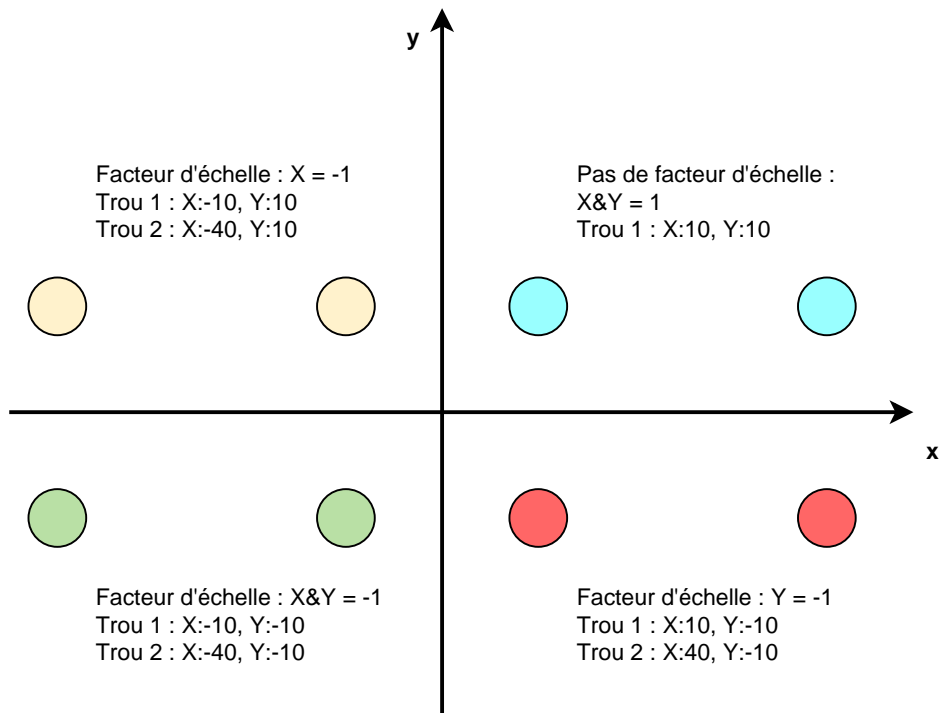 y
Facteur d'échelle : X = -1
Trou 1 : X:-10, Y:10
Trou 2 : X:-40, Y:10
Pas de facteur d'échelle :
X&Y = 1
Trou 1 : X:10, Y:10
x
Facteur d'échelle : X&Y = -1
Trou 1 : X:-10, Y:-10
Trou 2 : X:-40, Y:-10
Facteur d'échelle : Y = -1
Trou 1 : X:10, Y:-10
Trou 2 : X:40, Y:-10